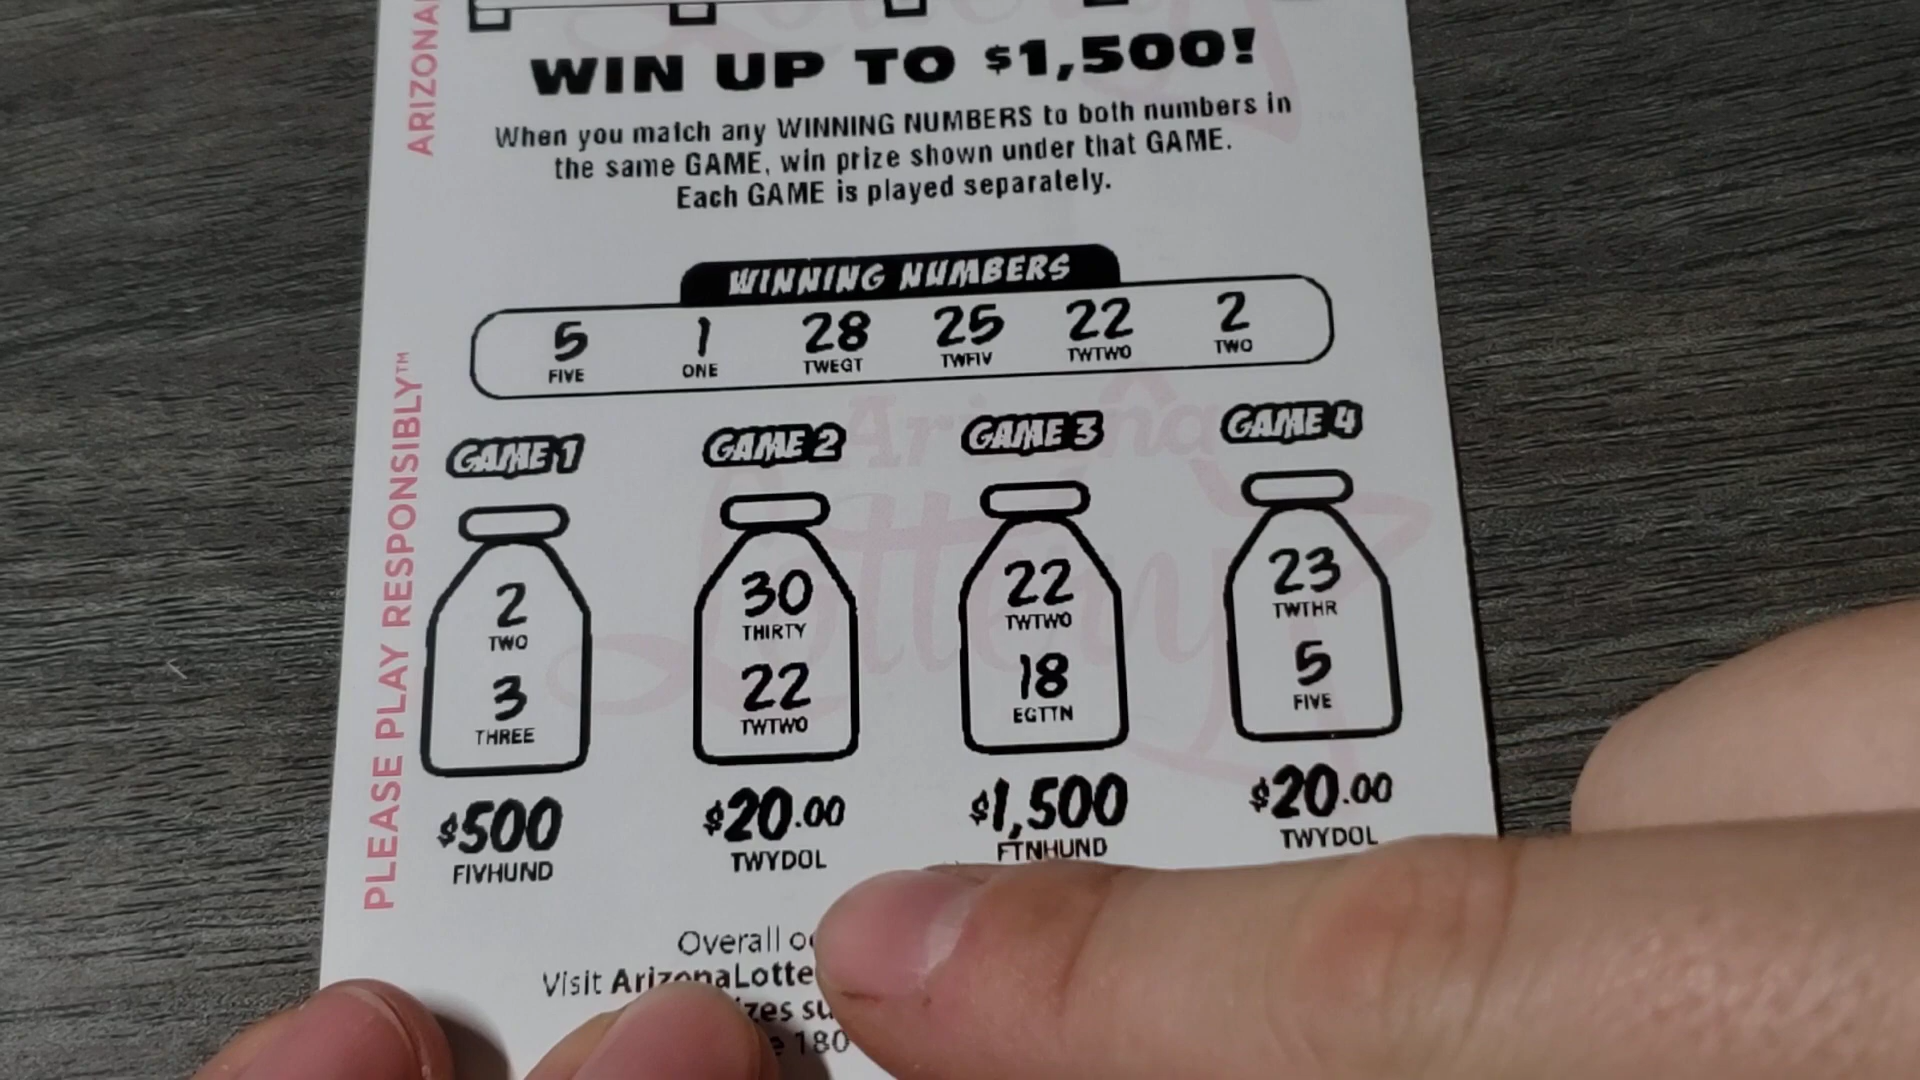 ARIZONA
PLEASE PLAY RESPONSIBLY™
WIN UP TO $1,500!
When you match any WINNING NUMBERS to both numbers in
the same GAME, win prize shown under that GAME.
Each GAME is played separately.
WINNING NUMBERS
5 1 28 25 22 2
FIVE ONE TWEGT TWFIV TWTWO TWO
GAME 1 GAME 2 GAME 3 GAME 4
2 30 22 23
TWO THIRTY TWTWO TWTHR
3 22 18 5
THREE TWTWO EGTTN FIVE
$500 $20.00 $1,500 $20.00
FIVHUND TWYDOL FTNHUND TWYDOL
Arizona
Lottery
Overall
Visit ArizonaLotte
180